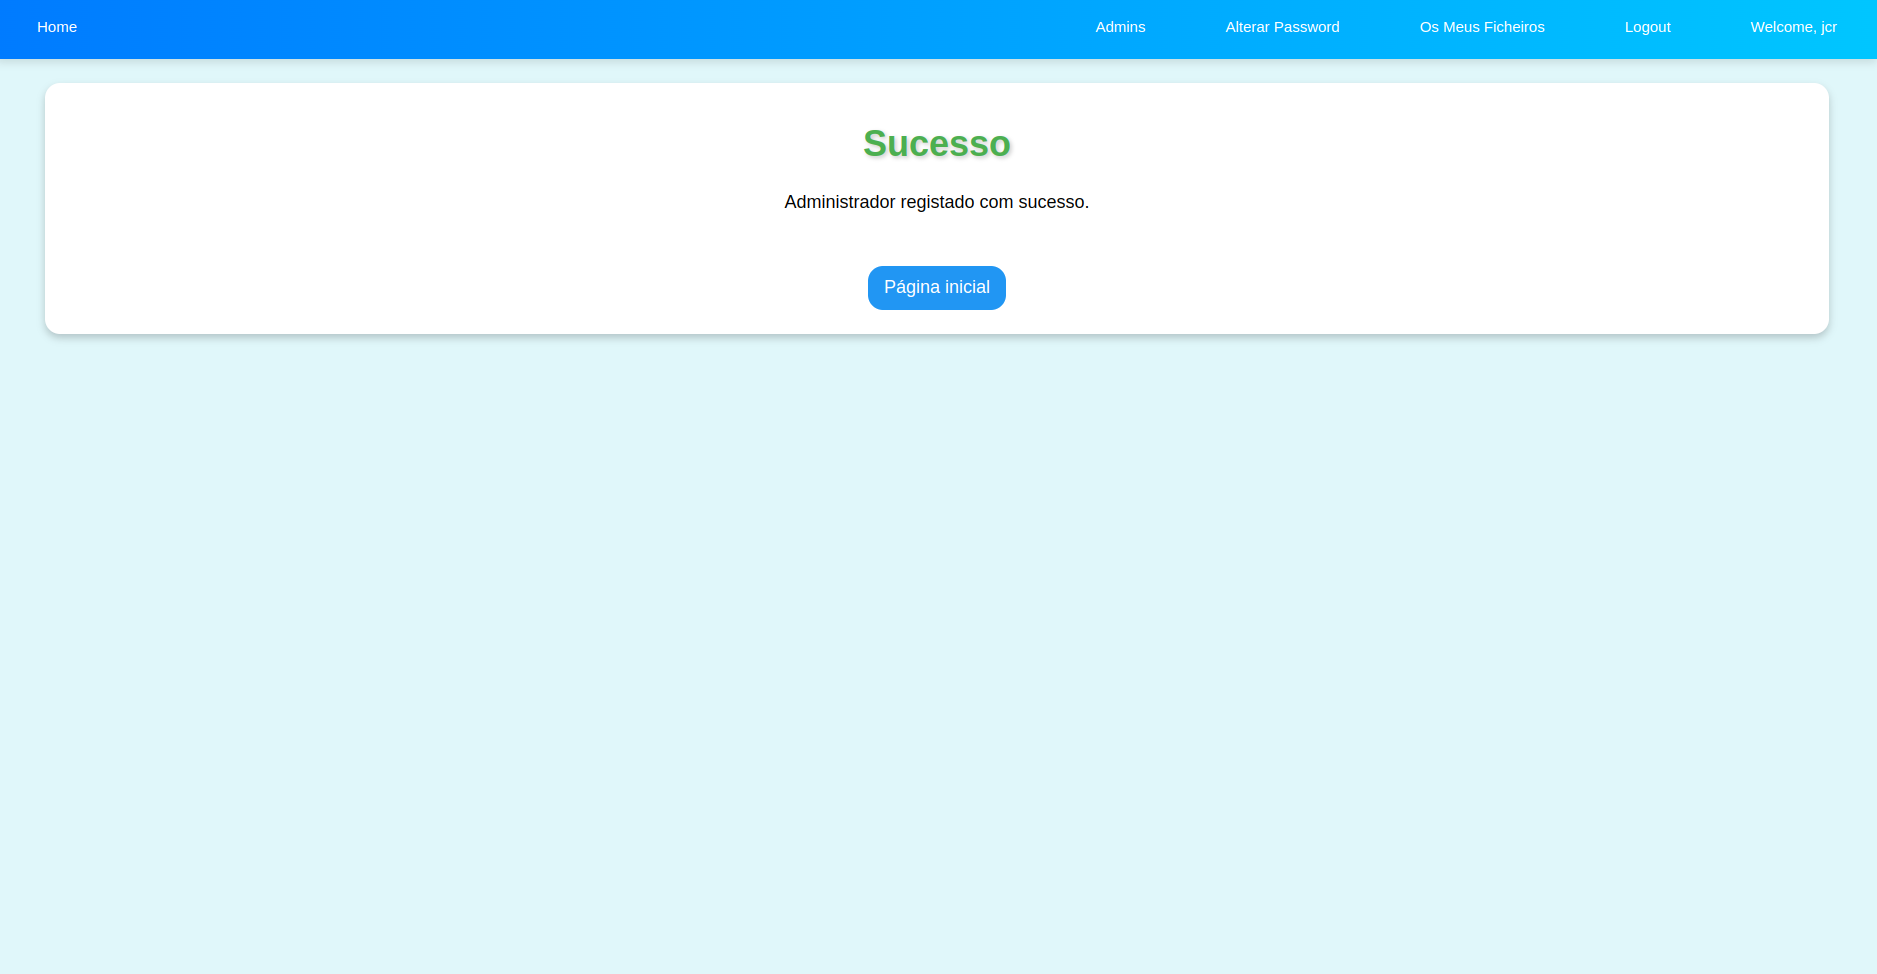 Home Admins Alterar Password Os Meus Ficheiros Logout Welcome, jcr
Sucesso
Administrador registado com sucesso.
Página inicial